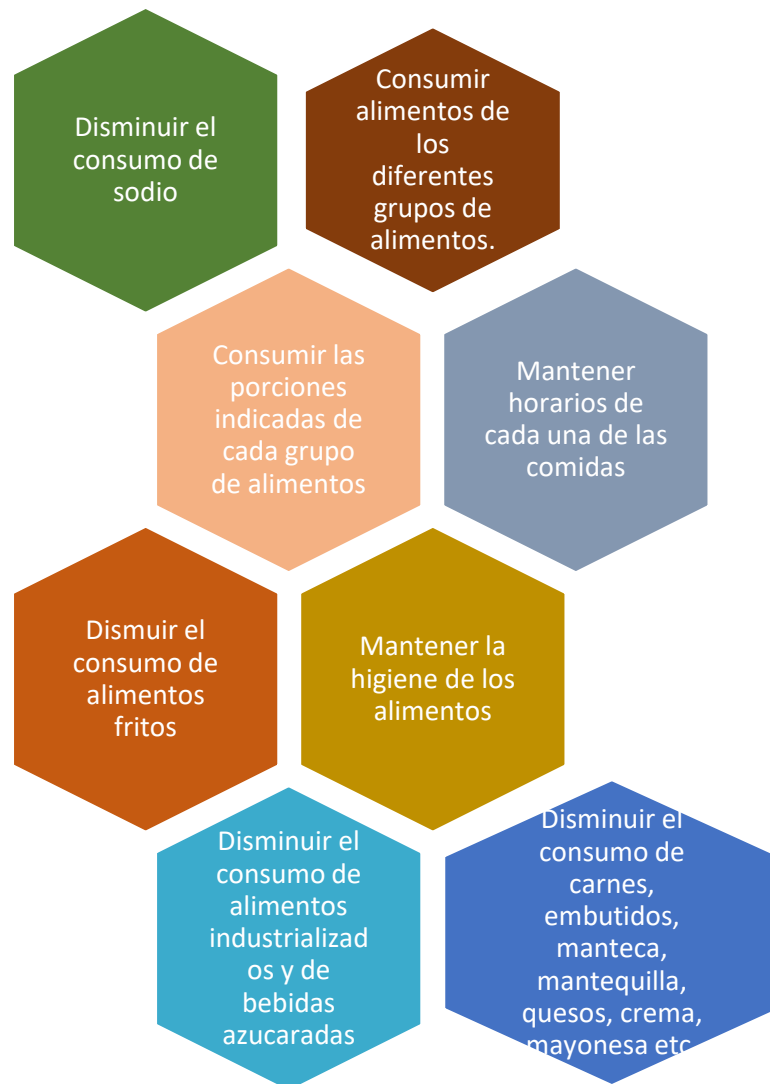 Disminuir el
consumo de
sodio
Consumir
alimentos de
los
diferentes
grupos de
alimentos.
Consumir las
porciones
indicadas de
cada grupo
de alimentos
Mantener
horarios de
cada una de las
comidas
Dismuir el
consumo de
alimentos
fritos
Mantener la
higiene de los
alimentos
Disminuir el
consumo de
alimentos
industrializad
os y de
bebidas
azucaradas
Disminuir el
consumo de
carnes,
embutidos,
manteca,
mantequilla,
quesos, crema,
mayonesa etc